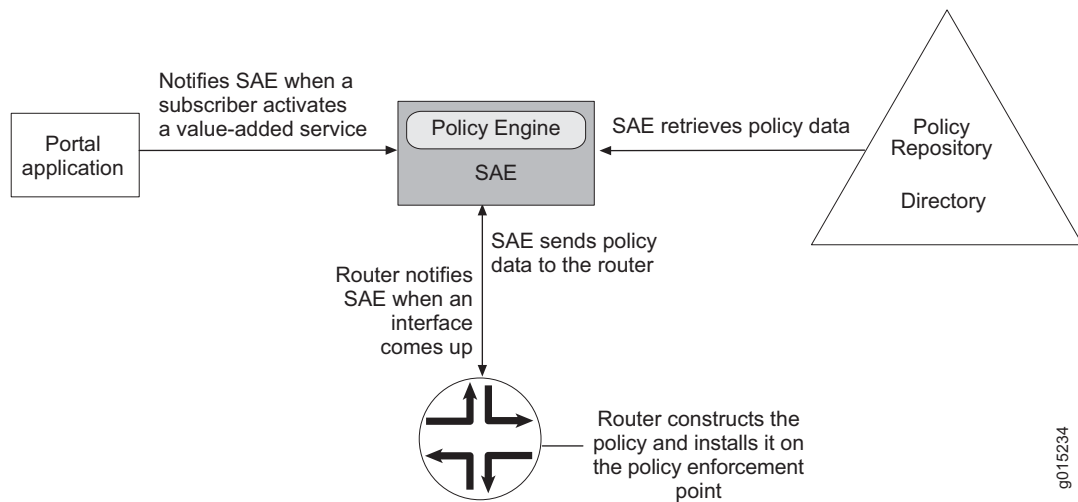 Notifies SAE when a
subscriber activates
a value-added service
Portal
application
Policy Engine
SAE
SAE retrieves policy data
Policy
Repository
Directory
SAE sends policy
data to the router
Router notifies
SAE when an
interface
comes up
Router constructs the
policy and installs it on
the policy enforcement
point
g015234